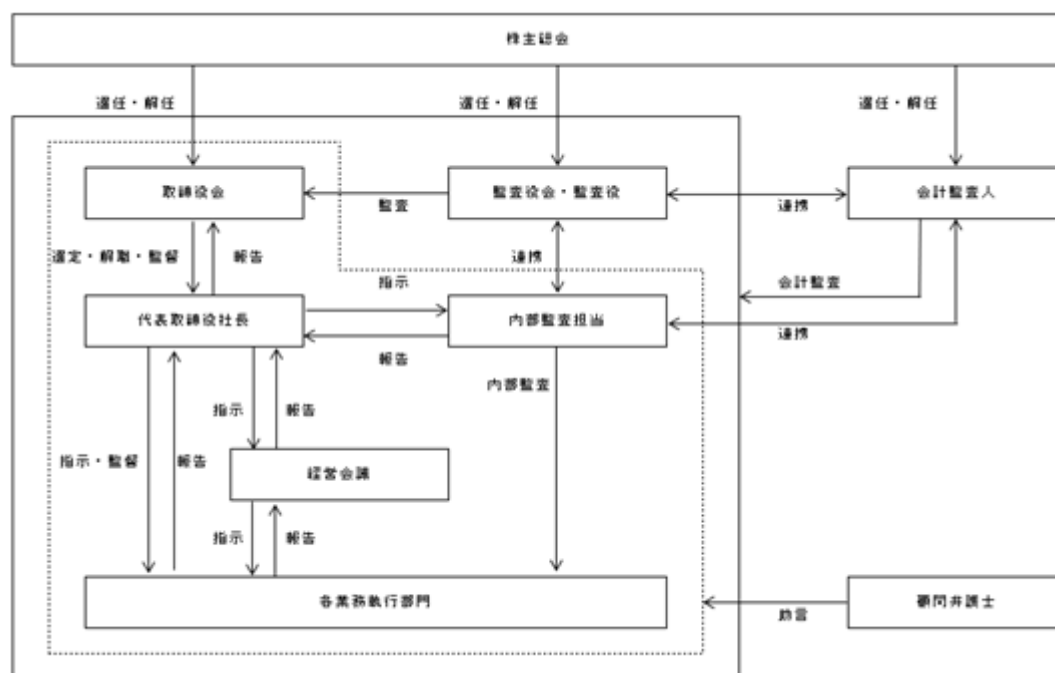 株主総会
選任・解任
選任・解任
選任・解任
取締役会
監査
監査役会・監査役
連携
会計監査人
選定・解職・監督
報告
指示
連携
会計監査
代表取締役社長
報告
内部監査担当
連携
内部監査
指示
報告
指示・監督
報告
経営会議
指示
報告
各業務執行部門
助言
顧問弁護士